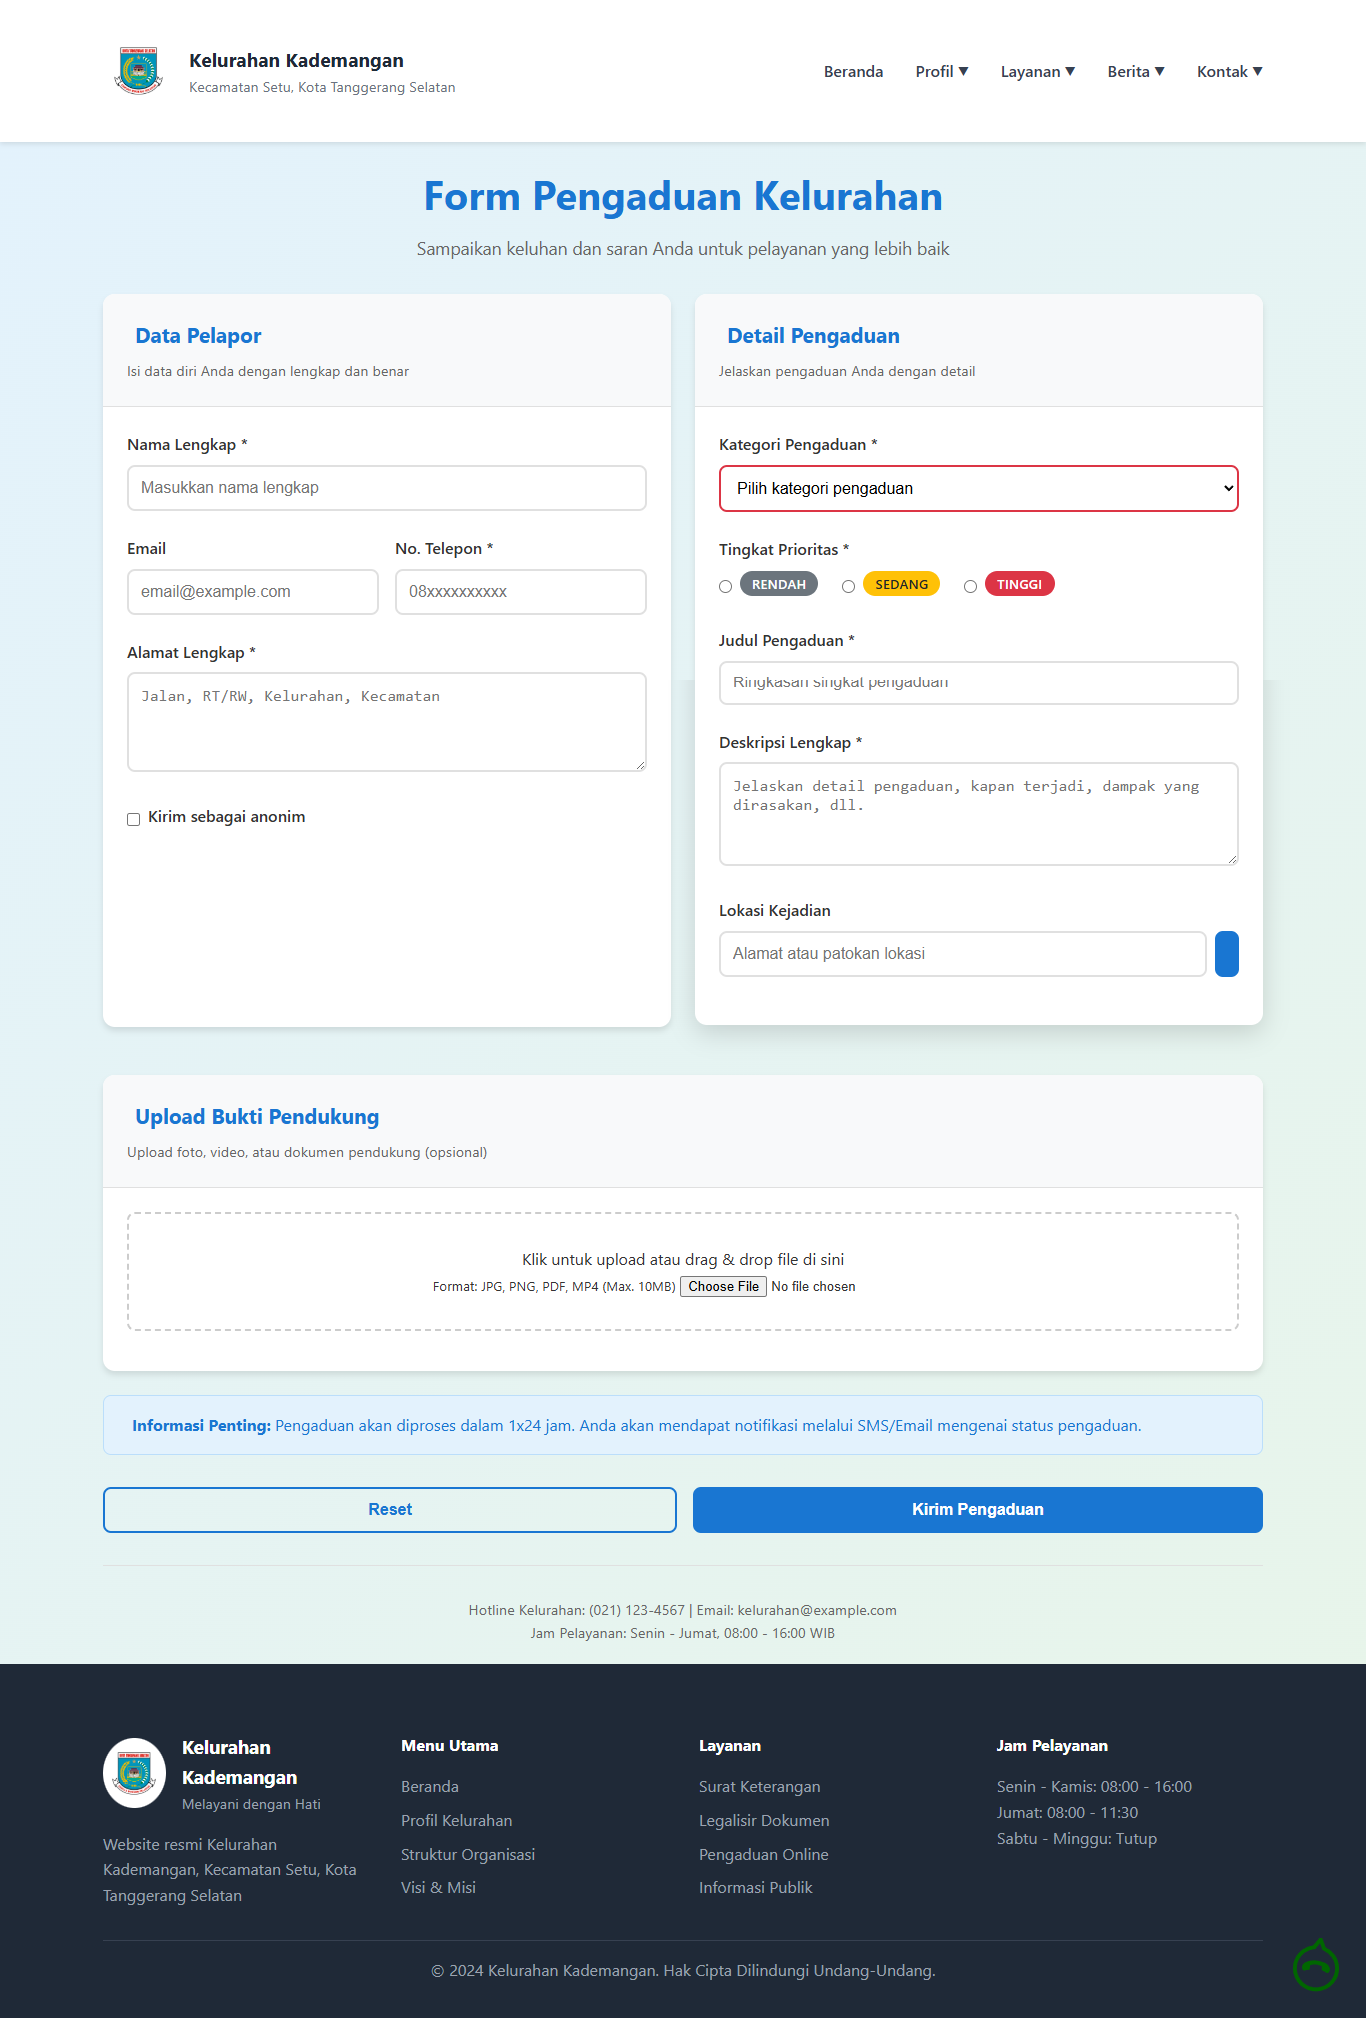 Kelurahan Kademangan
Kecamatan Setu, Kota Tanggerang Selatan
Beranda
Profil ▼
Layanan ▼
Berita ▼
Kontak ▼
Form Pengaduan Kelurahan
Sampaikan keluhan dan saran Anda untuk pelayanan yang lebih baik
Data Pelapor
Isi data diri Anda dengan lengkap dan benar
Nama Lengkap *
Masukkan nama lengkap
Email
No. Telepon *
email@example.com
08xxxxxxxxxx
Alamat Lengkap *
Jalan, RT/RW, Kelurahan, Kecamatan
Kirim sebagai anonim
Detail Pengaduan
Jelaskan pengaduan Anda dengan detail
Kategori Pengaduan *
Pilih kategori pengaduan
Tingkat Prioritas *
RENDAH
SEDANG
TINGGI
Judul Pengaduan *
Ringkasan singkat pengaduan
Deskripsi Lengkap *
Jelaskan detail pengaduan, kapan terjadi, dampak yang
dirasakan, dll.
Lokasi Kejadian
Alamat atau patokan lokasi
Upload Bukti Pendukung
Upload foto, video, atau dokumen pendukung (opsional)
Klik untuk upload atau drag & drop file di sini
Format: JPG, PNG, PDF, MP4 (Max. 10MB) Choose File No file chosen
Informasi Penting: Pengaduan akan diproses dalam 1x24 jam. Anda akan mendapat notifikasi melalui SMS/Email mengenai status pengaduan.
Reset
Kirim Pengaduan
Hotline Kelurahan: (021) 123-4567 | Email: kelurahan@example.com
Jam Pelayanan: Senin - Jumat, 08:00 - 16:00 WIB
Kelurahan
Kademangan
Melayani dengan Hati
Website resmi Kelurahan
Kademangan, Kecamatan Setu, Kota
Tanggerang Selatan
Menu Utama
Beranda
Profil Kelurahan
Struktur Organisasi
Visi & Misi
Layanan
Surat Keterangan
Legalisir Dokumen
Pengaduan Online
Informasi Publik
Jam Pelayanan
Senin - Kamis: 08:00 - 16:00
Jumat: 08:00 - 11:30
Sabtu - Minggu: Tutup
© 2024 Kelurahan Kademangan. Hak Cipta Dilindungi Undang-Undang.